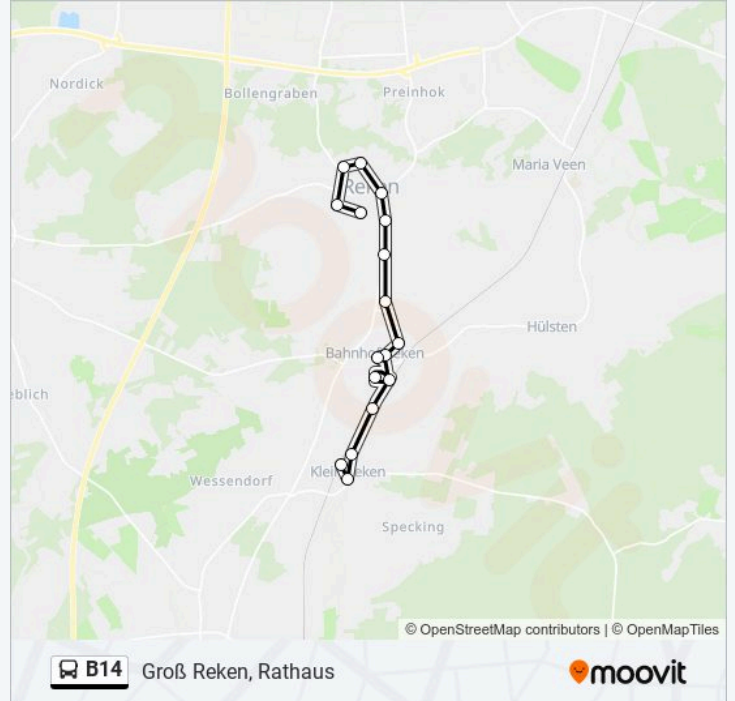 Nordick
Bollengraben
Preinhok
Maria Veen
Reken
Hülsten
Bahnhof Reken
eblich
Klein Reken
Wessendorf
Specking
© OpenStreetMap contributors | © OpenMapTiles
B14 Groß Reken, Rathaus
moovit